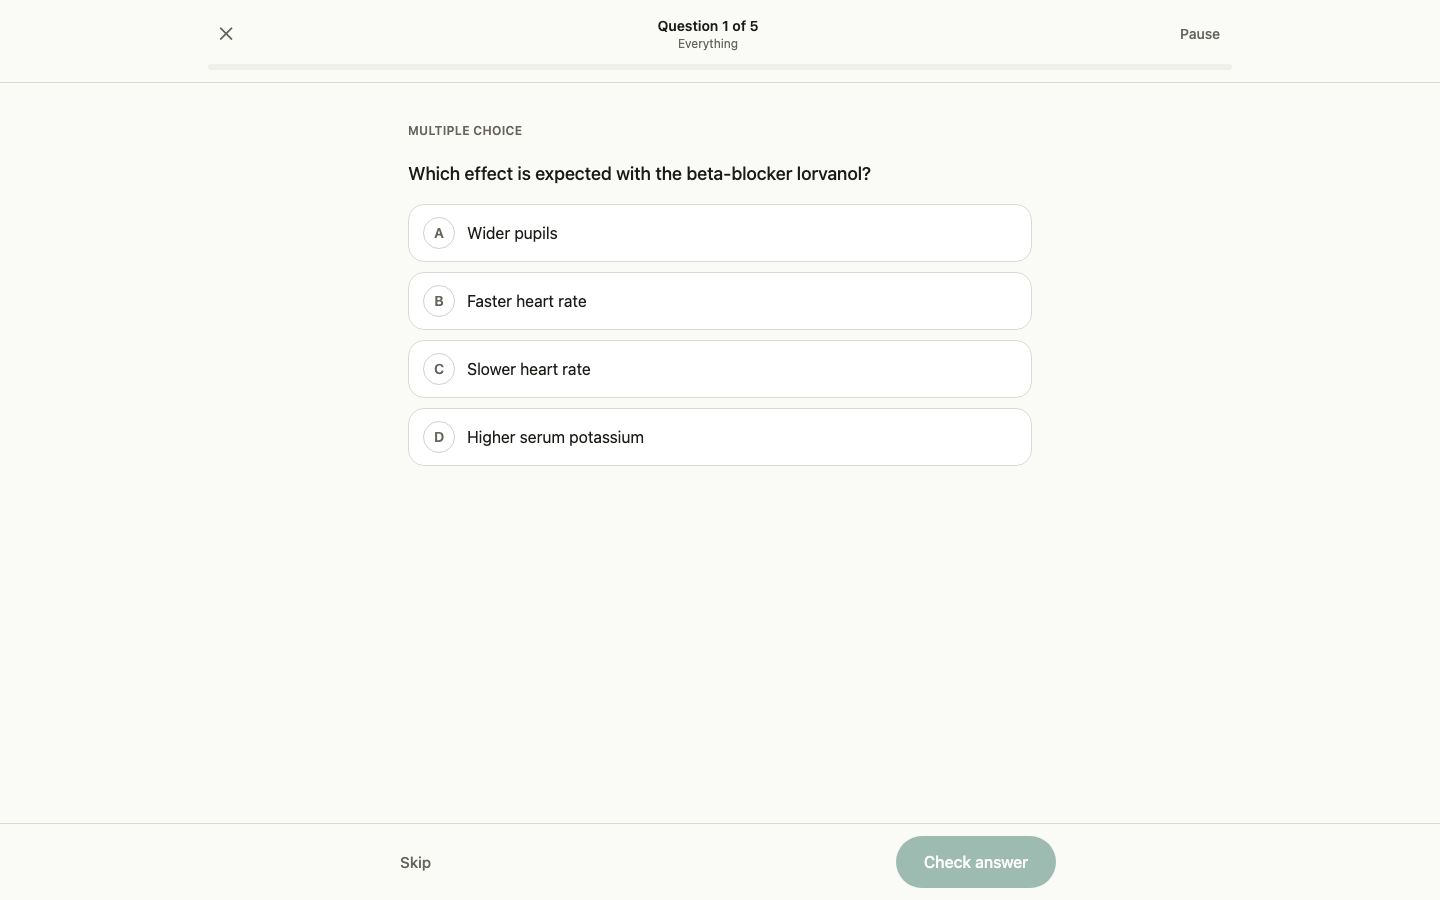 Question 1 of 5
Everything
Pause
MULTIPLE CHOICE
Which effect is expected with the beta-blocker lorvanol?
A Wider pupils
B Faster heart rate
C Slower heart rate
D Higher serum potassium
Skip
Check answer